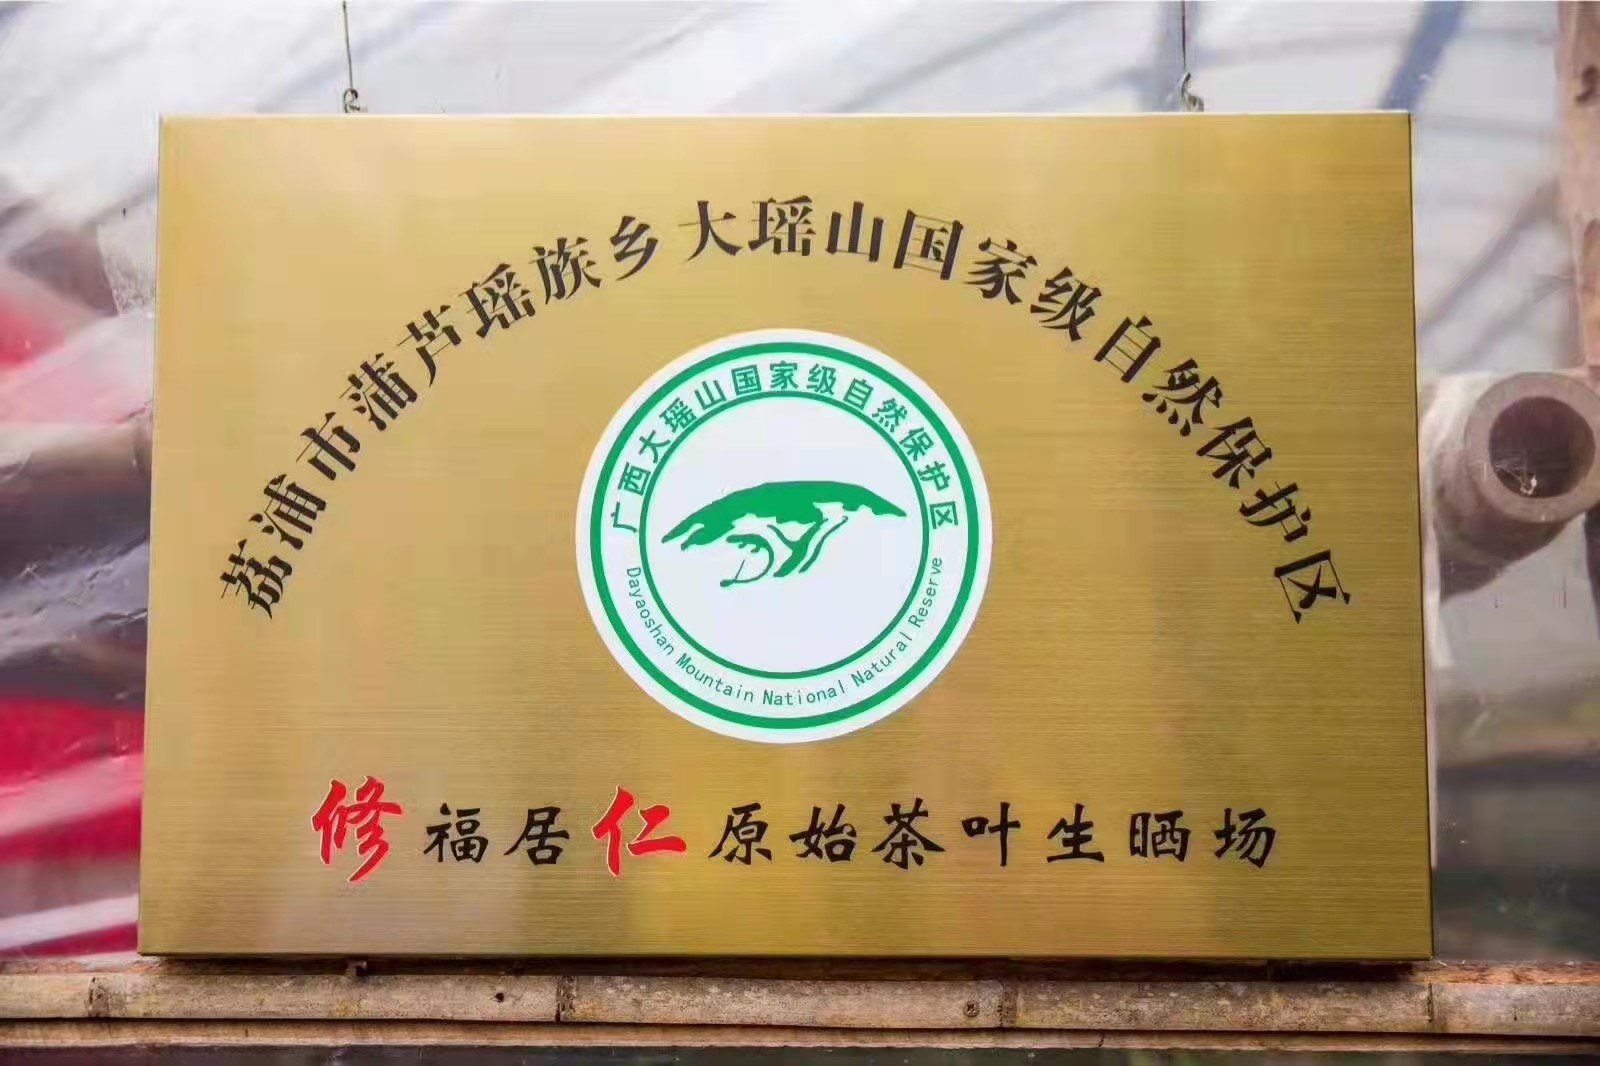 荔浦市蒲芦瑶族乡大瑶山国家级自然保护区
广西大瑶山国家级自然保护区
Dayaoshan Mountain National Natural Reserve
修福居仁原始茶叶生晒场